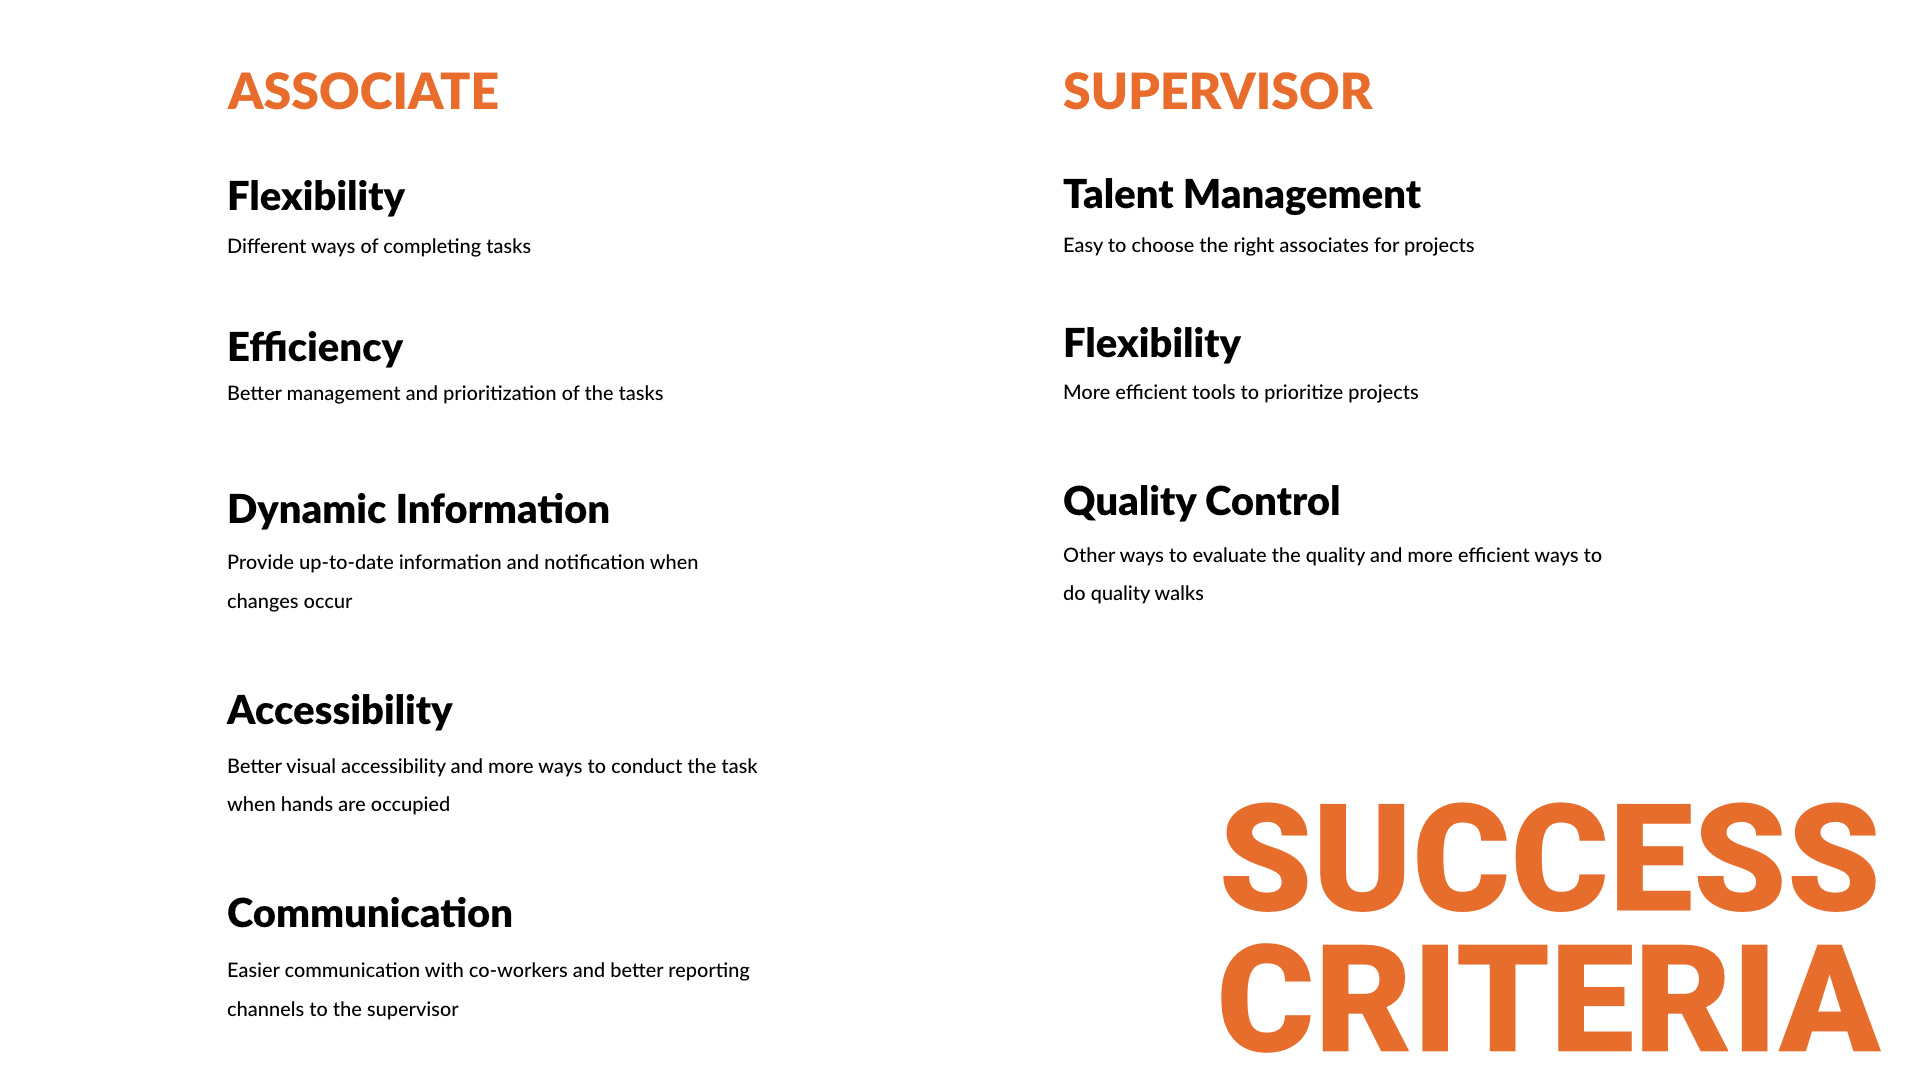 ASSOCIATE
Flexibility
Different ways of completing tasks
Efficiency
Better management and prioritization of the tasks
Dynamic Information
Provide up-to-date information and notification when
changes occur
Accessibility
Better visual accessibility and more ways to conduct the task
when hands are occupied
Communication
Easier communication with co-workers and better reporting
channels to the supervisor
SUPERVISOR
Talent Management
Easy to choose the right associates for projects
Flexibility
More efficient tools to prioritize projects
Quality Control
Other ways to evaluate the quality and more efficient ways to
do quality walks
SUCCESS
CRITERIA